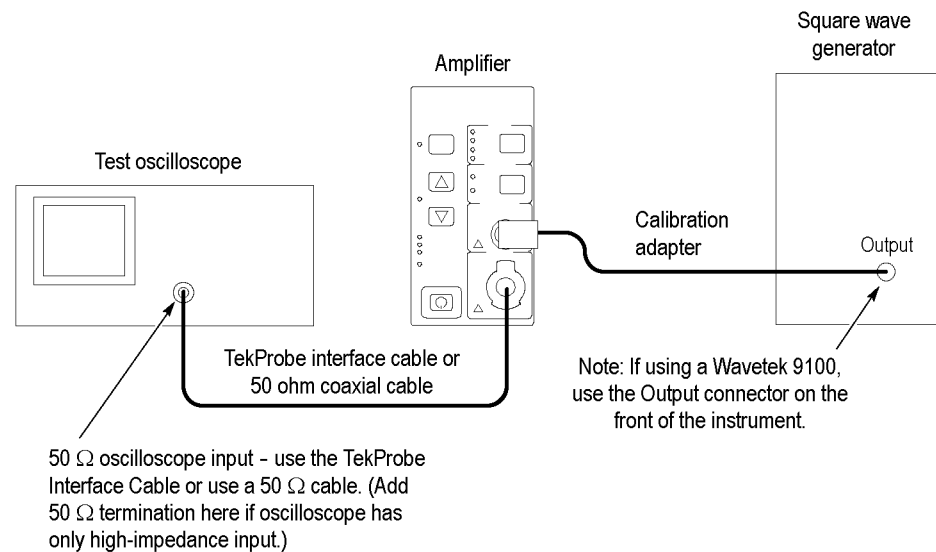 Square wave
generator
Amplifier
Test oscilloscope
Calibration
adapter
Output
TekProbe interface cable or
50 ohm coaxial cable
Note: If using a Wavetek 9100,
use the Output connector on the
front of the instrument.
50 Ω oscilloscope input – use the TekProbe
Interface Cable or use a 50 Ω cable. (Add
50 Ω termination here if oscilloscope has
only high-impedance input.)